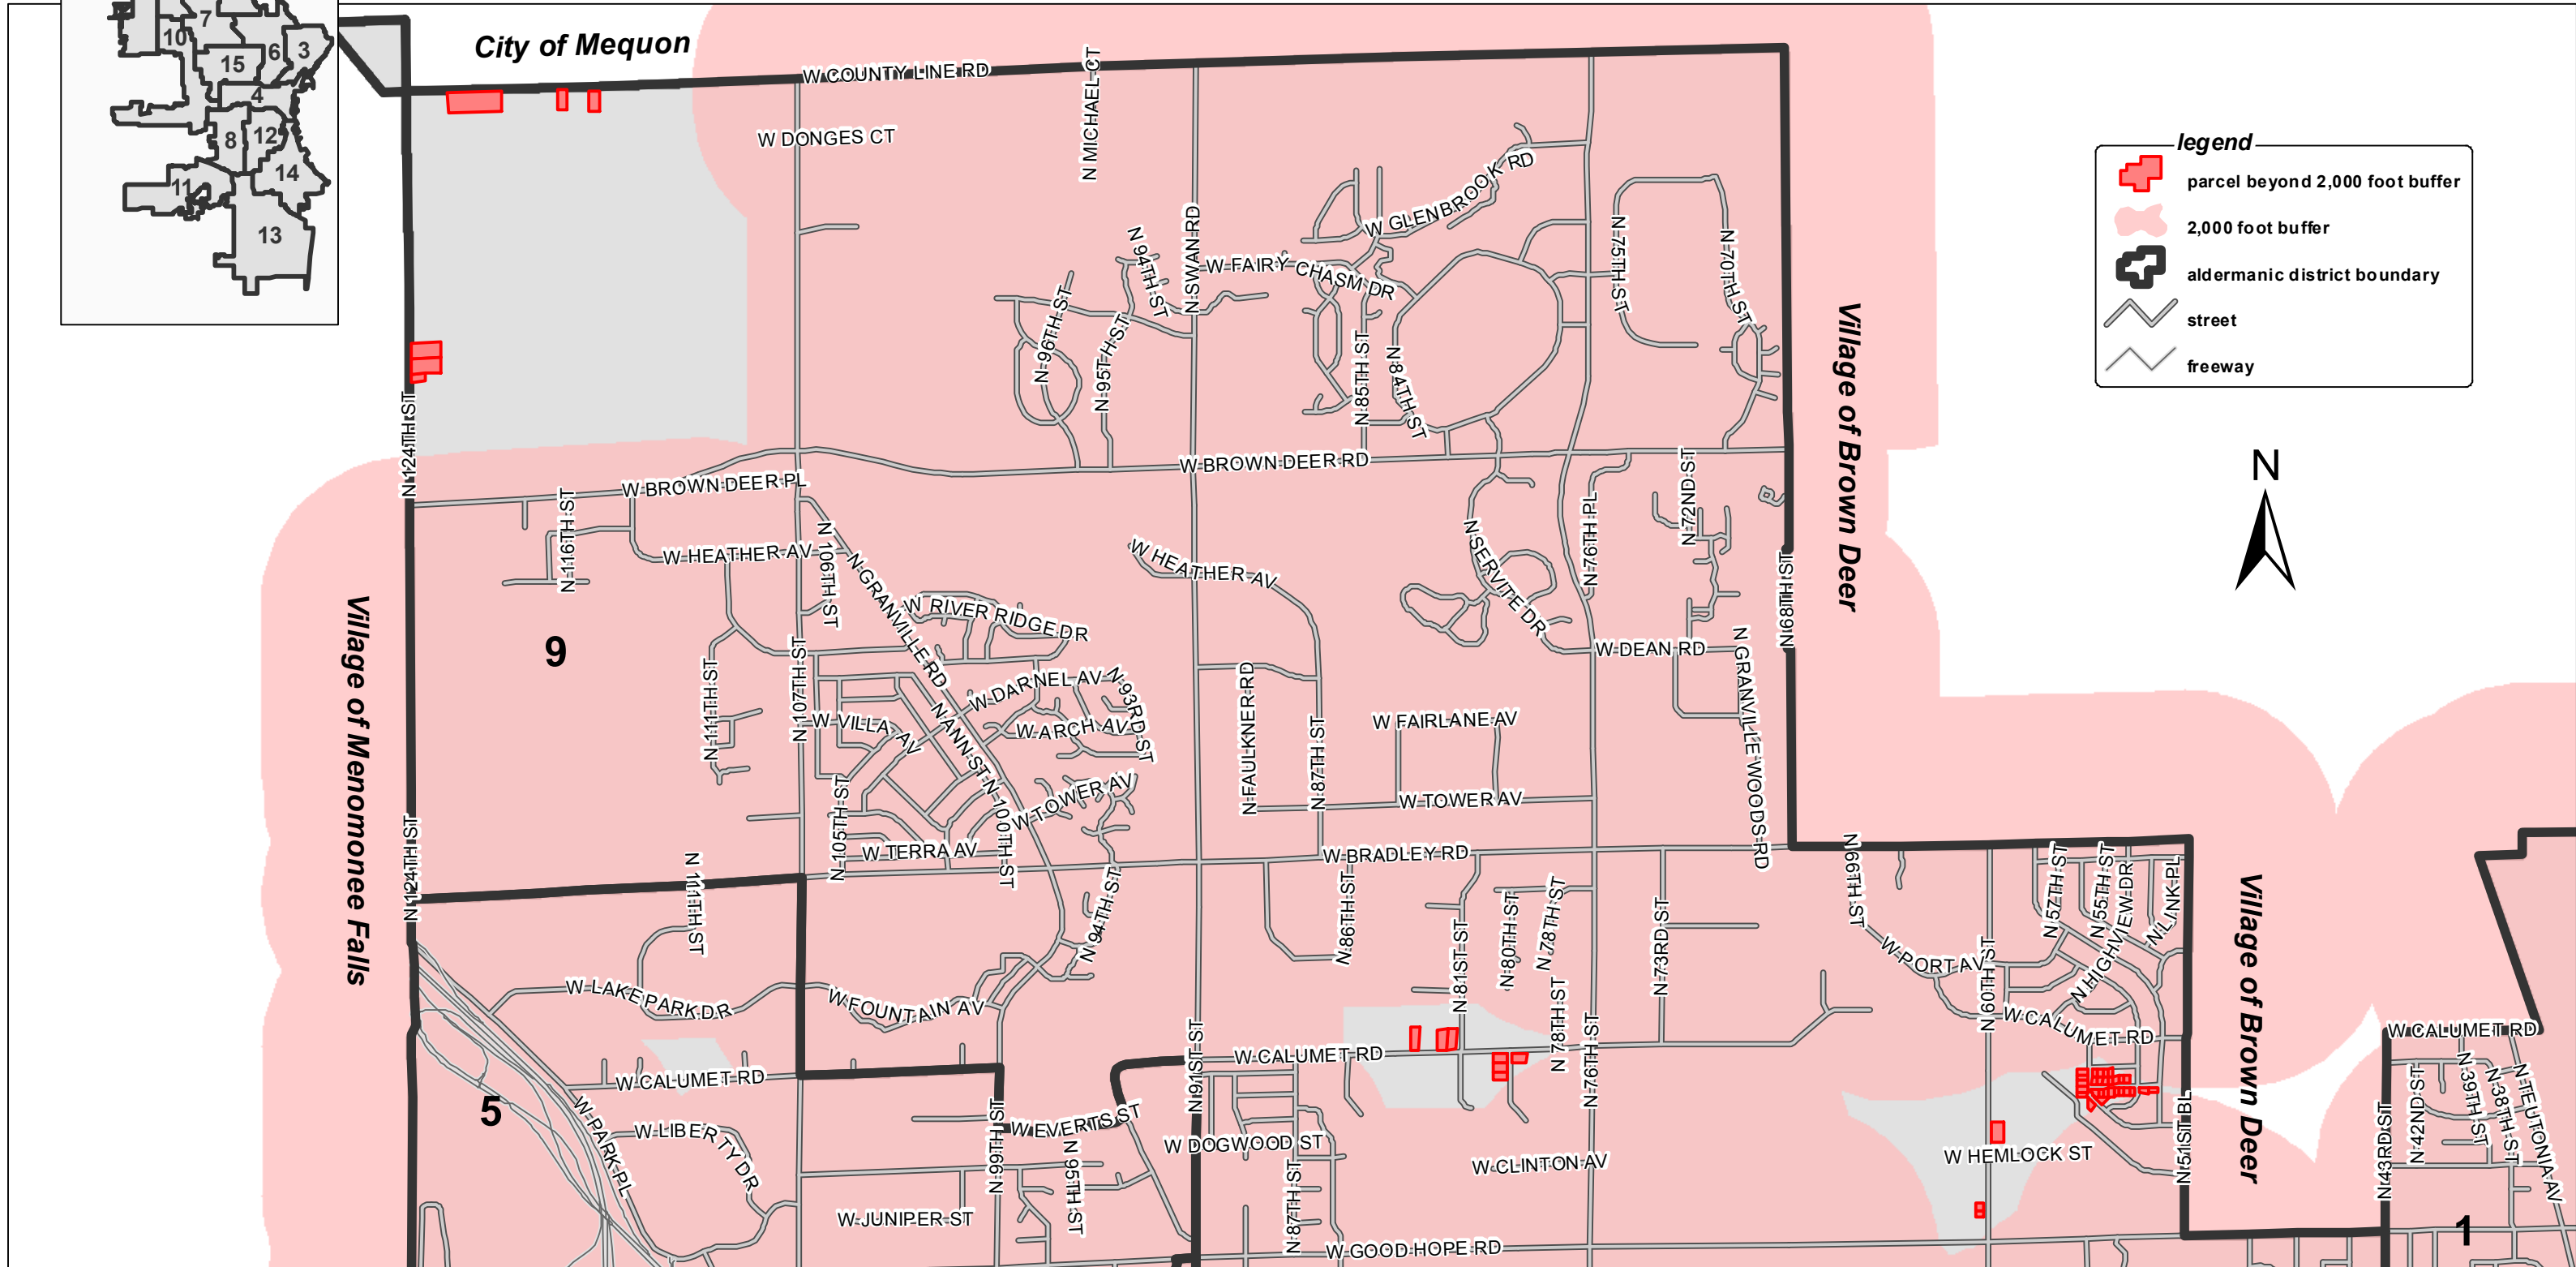 7
10
6
3
15
4
8
12
14
11
13
City of Mequon
W COUNTY LINE RD
N MICHAEL CT
W DONGES CT
legend
parcel beyond 2,000 foot buffer
2,000 foot buffer
aldermanic district boundary
street
freeway
N
W GLENBROOK RD
N SWAN RD
N 94TH ST
W FAIRY CHASM DR
N 75TH ST
N 70TH ST
N 96TH ST
N 95TH ST
N 85TH ST
N 84TH ST
Village of Brown Deer
N 124TH ST
W BROWN DEER RD
W BROWN DEER PL
N 116TH ST
W HEATHER AV
N 106TH ST
N GRANVILLE RD
W HEATHER AV
N SERVITE DR
N 76TH PL
N 72ND ST
N 68TH ST
Village of Menomonee Falls
9
W RIVER RIDGE DR
W DEAN RD
N GRANVILLE WOODS RD
N 111TH ST
N 107TH ST
W DARNEL AV
N 93RD ST
W VILLA AV
N ANN ST
W ARCH AV
N FAULKNER RD
N 87TH ST
W FAIRLANE AV
W TOWER AV
W TOWER AV
N 100TH ST
N 105TH ST
W TERRA AV
W BRADLEY RD
N 124TH ST
N 111TH ST
N 94TH ST
N 86TH ST
N 81ST ST
N 80TH ST
N 78TH ST
N 73RD ST
N 66TH ST
W PORT AV
N 60TH ST
N 57TH ST
N 55TH ST
N HIGHVIEW DR
N LINK PL
Village of Brown Deer
W LAKE PARK DR
W FOUNTAIN AV
N 78TH ST
N 76TH ST
N 91ST ST
W CALUMET RD
W CALUMET RD
W CALUMET RD
W CALUMET RD
5
W PARK PL
W LIBERTY DR
N 99TH ST
W EVERTS ST
N 95TH ST
W DOGWOOD ST
W CLINTON AV
W HEMLOCK ST
N 51ST BL
N 43RD ST
N 42ND ST
N 39TH ST
N 38TH ST
N TEUTONIA AV
W JUNIPER ST
N 87TH ST
W GOOD HOPE RD
1